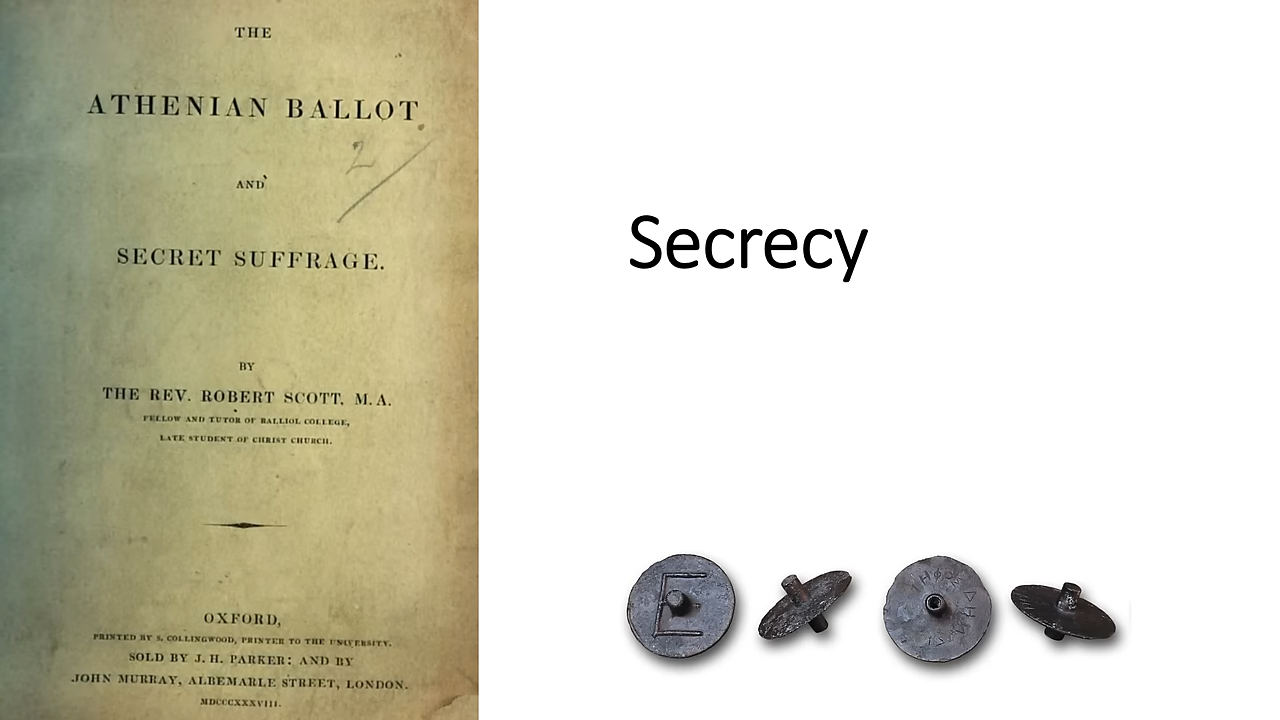 THE
ATHENIAN BALLOT
2
AND
SECRET SUFFRAGE.
BY
THE REV. ROBERT SCOTT, M.A.
FELLOW AND TUTOR OF BALLIOL COLLEGE,
LATE STUDENT OF CHRIST CHURCH.
OXFORD,
PRINTED BY S. COLLINGWOOD, PRINTER TO THE UNIVERSITY.
SOLD BY J. H. PARKER: AND BY
JOHN MURRAY, ALBEMARLE STREET, LONDON.
MDCCCXXXVIII.
Secrecy
E